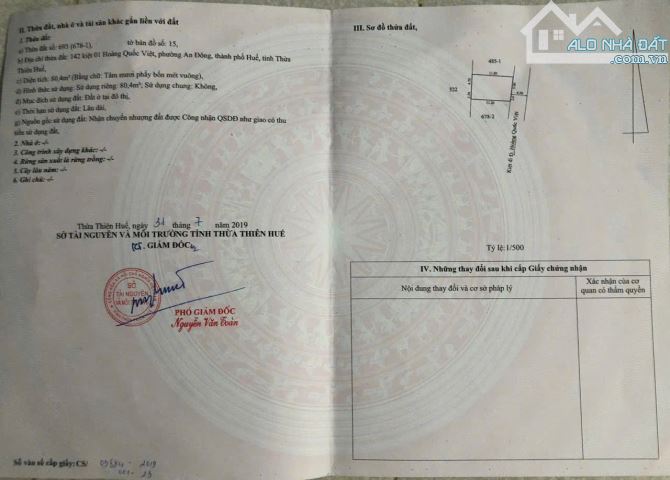 II. Thửa đất, nhà ở và tài sản khác gắn liền với đất
1. Thửa đất:
a) Thửa đất số: 693 (678-1), tờ bản đồ số: 15,
b) Địa chỉ thửa đất: 142 kiệt 01 Hoàng Quốc Việt, phường An Đông, thành phố Huế, tỉnh Thừa
Thiên Huế,
c) Diện tích: 80,4m² (Bằng chữ: Tám mươi phẩy bốn mét vuông),
d) Hình thức sử dụng: Sử dụng riêng: 80,4m²; Sử dụng chung: Không,
đ) Mục đích sử dụng đất: Đất ở tại đô thị,
e) Thời hạn sử dụng đất: Lâu dài,
g) Nguồn gốc sử dụng: Nhận chuyển nhượng đất được Công nhận QSDĐ như giao có thu
tiền sử dụng đất,
2. Nhà ở: -/-
3. Công trình xây dựng khác: -/-
4. Rừng sản xuất là rừng trồng: -/-
5. Cây lâu năm: -/-
6. Ghi chú: -/-
Thừa Thiên Huế, ngày 31 tháng 7 năm 2019
SỞ TÀI NGUYÊN VÀ MÔI TRƯỜNG TỈNH THỪA THIÊN HUẾ
KT. GIÁM ĐỐC
SỞ
TÀI NGUYÊN
PHÓ GIÁM ĐỐC
Nguyễn Văn Toàn
Số vào sổ cấp giấy: CS/
III. Sơ đồ thửa đất,
485-1
522
678-2
Kiệt 01 Đ. Hoàng Quốc Việt
Tỷ lệ: 1/500
IV. Những thay đổi sau khi cấp Giấy chứng nhận
Nội dung thay đổi và cơ sở pháp lý
Xác nhận của cơ
quan có thẩm quyền
ALO NHÀ ĐẤT
.com.vn